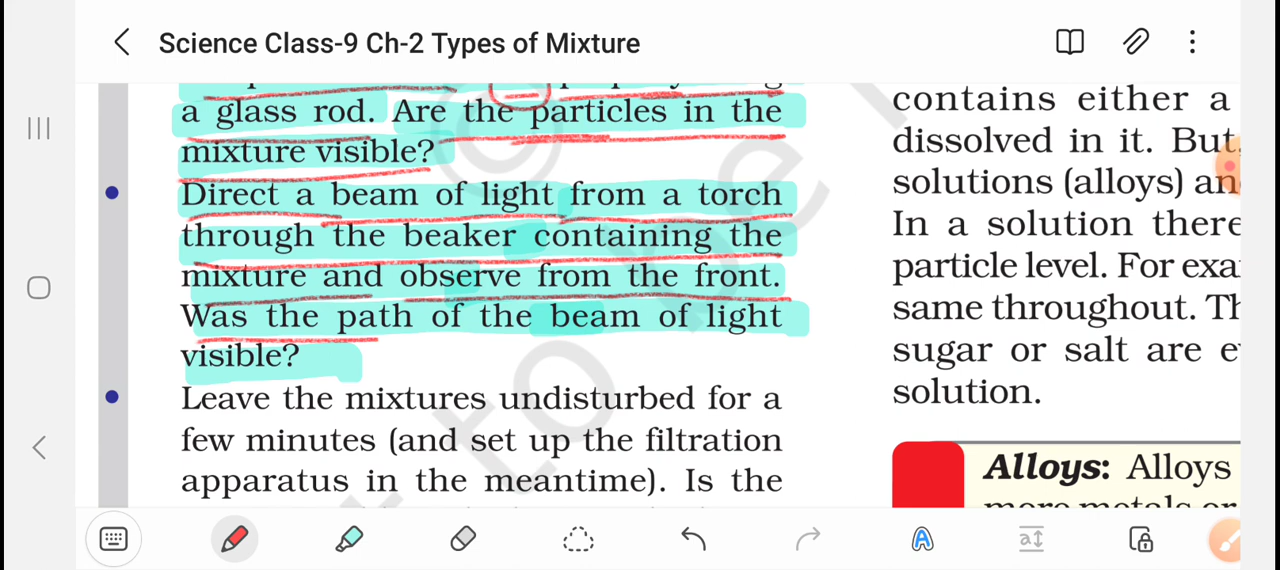 Science Class-9 Ch-2 Types of Mixture
a glass rod. Are the particles in the
mixture visible?
Direct a beam of light from a torch
through the beaker containing the
mixture and observe from the front.
Was the path of the beam of light
visible?
Leave the mixtures undisturbed for a
few minutes (and set up the filtration
apparatus in the meantime). Is the
contains either a
dissolved in it. But,
solutions (alloys) an
In a solution there
particle level. For exa
same throughout. Th
sugar or salt are e
solution.
Alloys: Alloys
more metals or